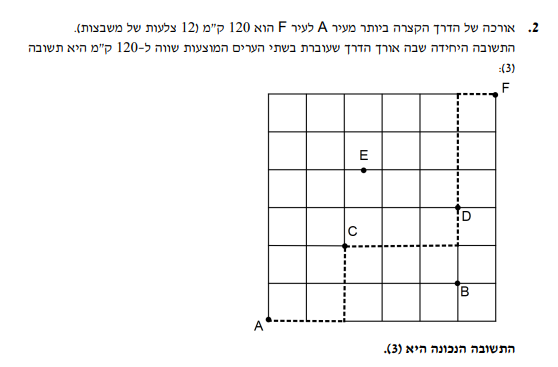 2. אורכה של הדרך הקצרה ביותר מעיר A לעיר F הוא 120 ק"מ (12 צלעות של משבצות).
התשובה היחידה שבה אורך הדרך שעוברת בשתי הערים המוצעות שווה ל-120 ק"מ היא תשובה
(3):
F
E
D
C
B
A
התשובה הנכונה היא (3).